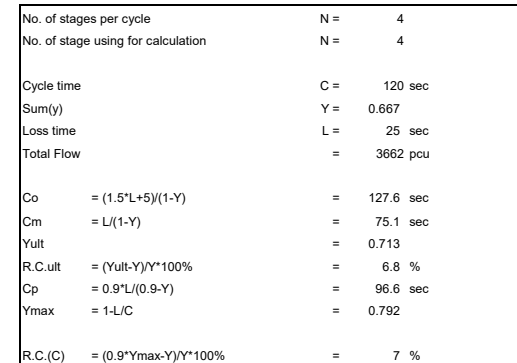 No. of stages per cycle N = 4
No. of stage using for calculation N = 4
Cycle time C = 120 sec
Sum(y) Y = 0.667
Loss time L = 25 sec
Total Flow = 3662 pcu
Co = (1.5*L+5)/(1-Y) = 127.6 sec
Cm = L/(1-Y) = 75.1 sec
Yult = 0.713
R.C.ult = (Yult-Y)/Y*100% = 6.8 %
Cp = 0.9*L/(0.9-Y) = 96.6 sec
Ymax = 1-L/C = 0.792
R.C.(C) = (0.9*Ymax-Y)/Y*100% = 7 %